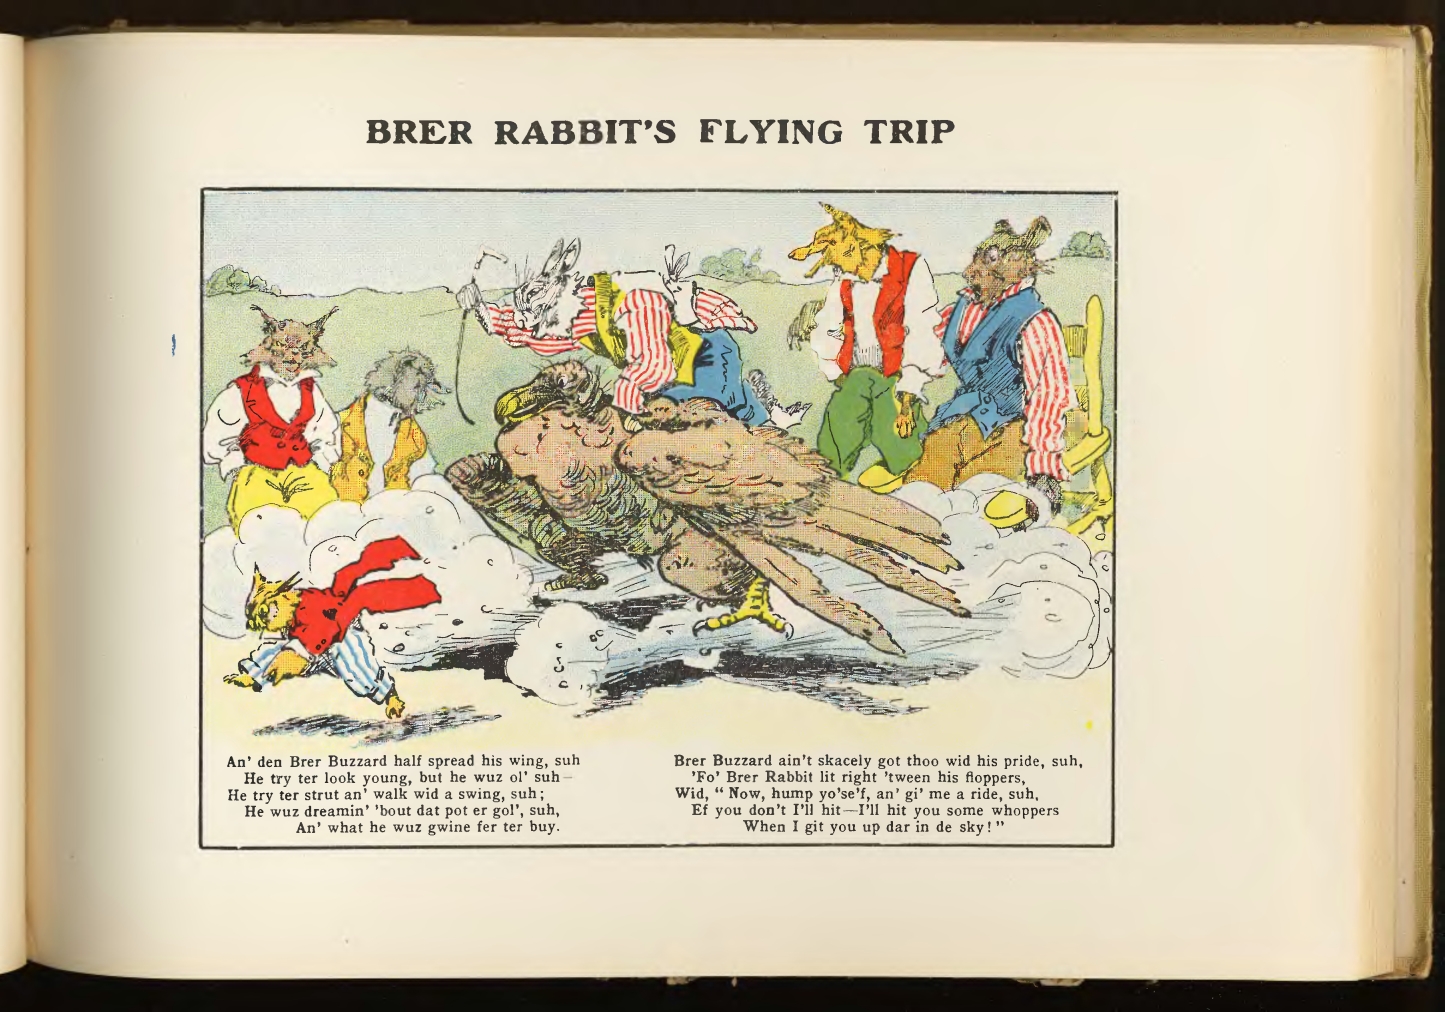 BRER RABBIT'S FLYING TRIP
An' den Brer Buzzard half spread his wing, suh
He try ter look young, but he wuz ol' suh—
He try ter strut an' walk wid a swing, suh;
He wuz dreamin' 'bout dat pot er gol', suh,
An' what he wuz gwine fer ter buy.
Brer Buzzard ain't skacely got thoo wid his pride, suh,
'Fo' Brer Rabbit lit right 'tween his floppers,
Wid, “ Now, hump yo'se'f, an' gi' me a ride, suh,
Ef you don't I'll hit—I'll hit you some whoppers
When I git you up dar in de sky! ”